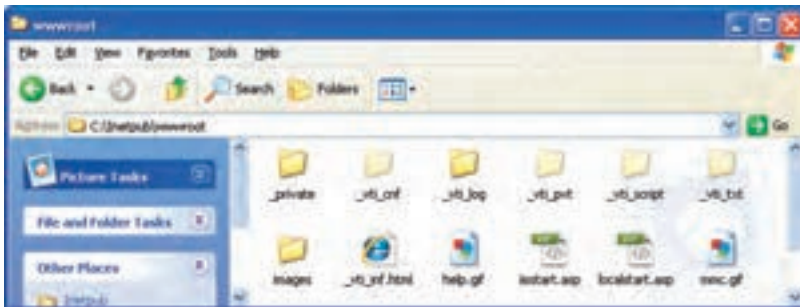 wwwroot
File Edit View Favorites Tools Help
Back Search Folders
Address C:\Inetpub\wwwroot Go
Picture Tasks
_private _vti_cnf _vti_log _vti_pvt _vti_script _vti_txt
File and Folder Tasks
Other Places
images _vti_inf.html help.gif iisstart.asp localstart.asp mmc.gif
Inetpub